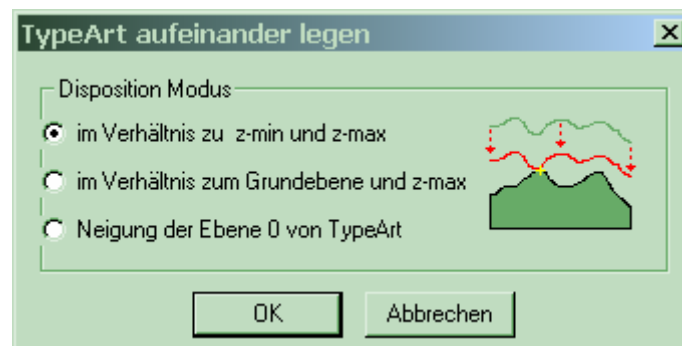 TypeArt aufeinander legen
Disposition Modus
im Verhältnis zu z-min und z-max
im Verhältnis zum Grundebene und z-max
Neigung der Ebene 0 von TypeArt
OK Abbrechen